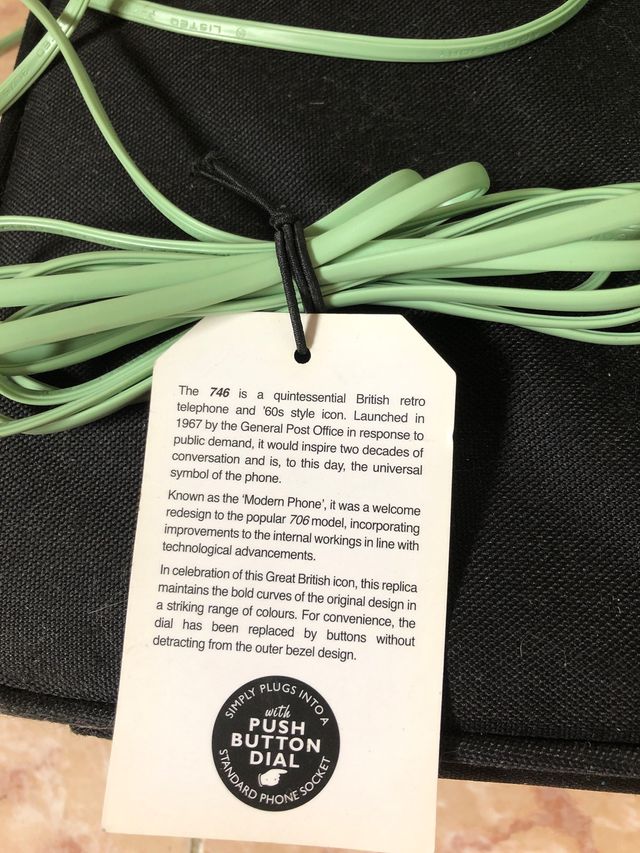 LISTED
The 746 is a quintessential British retro
telephone and '60s style icon. Launched in
1967 by the General Post Office in response to
public demand, it would inspire two decades of
conversation and is, to this day, the universal
symbol of the phone.
Known as the 'Modern Phone', it was a welcome
redesign to the popular 706 model, incorporating
improvements to the internal workings in line with
technological advancements.
In celebration of this Great British icon, this replica
maintains the bold curves of the original design in
a striking range of colours. For convenience, the
dial has been replaced by buttons without
detracting from the outer bezel design.
SIMPLY PLUGS INTO A
with
PUSH
BUTTON
DIAL
STANDARD PHONE SOCKET